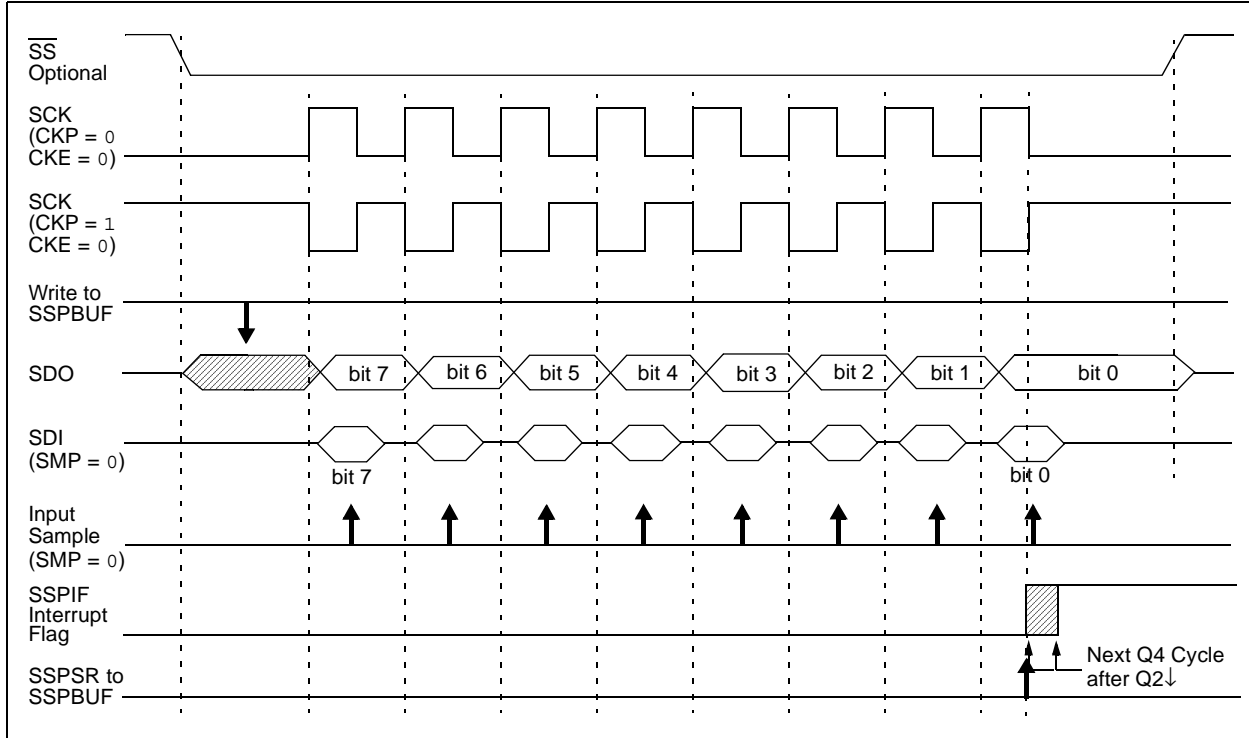 SS
Optional
SCK
(CKP = 0
CKE = 0)
SCK
(CKP = 1
CKE = 0)
Write to
SSPBUF
SDO
bit 7
bit 6
bit 5
bit 4
bit 3
bit 2
bit 1
bit 0
SDI
(SMP = 0)
bit 7
bit 0
Input
Sample
(SMP = 0)
SSPIF
Interrupt
Flag
Next Q4 Cycle
after Q2↓
SSPSR to
SSPBUF